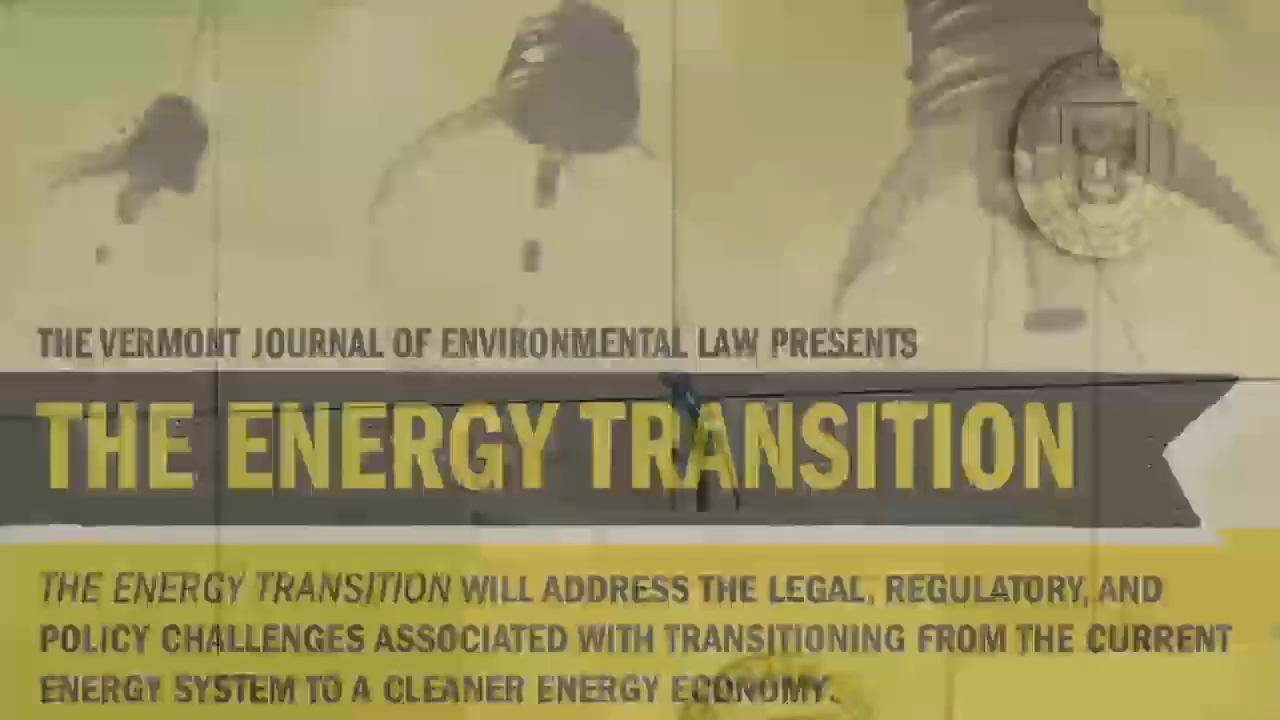 THE VERMONT JOURNAL OF ENVIRONMENTAL LAW PRESENTS
THE ENERGY TRANSITION
THE ENERGY TRANSITION WILL ADDRESS THE LEGAL, REGULATORY, AND
POLICY CHALLENGES ASSOCIATED WITH TRANSITIONING FROM THE CURRENT
ENERGY SYSTEM TO A CLEANER ENERGY ECONOMY.